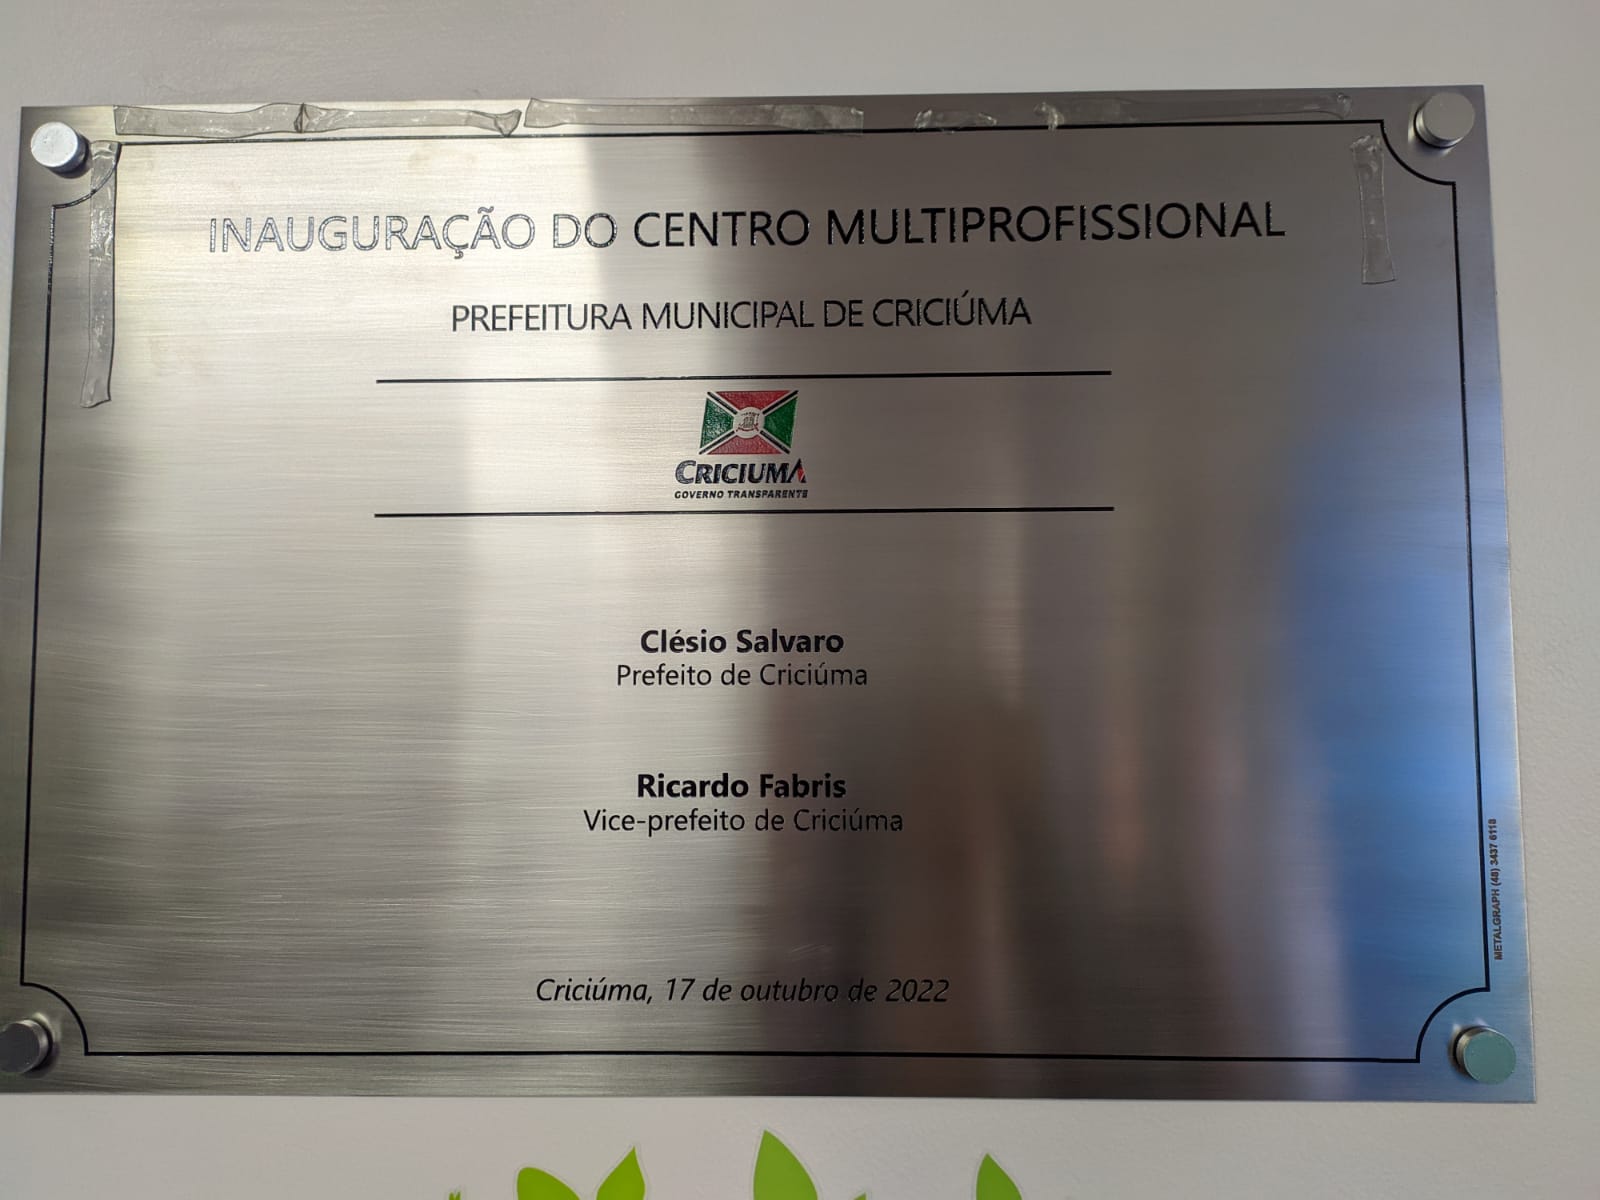 INAUGURAÇÃO DO CENTRO MULTIPROFISSIONAL
PREFEITURA MUNICIPAL DE CRICIÚMA
CRICIUMA
GOVERNO TRANSPARENTE
Clésio Salvaro
Prefeito de Criciúma
Ricardo Fabris
Vice-prefeito de Criciúma
Criciúma, 17 de outubro de 2022
METALGRAPH (48) 3437 6118